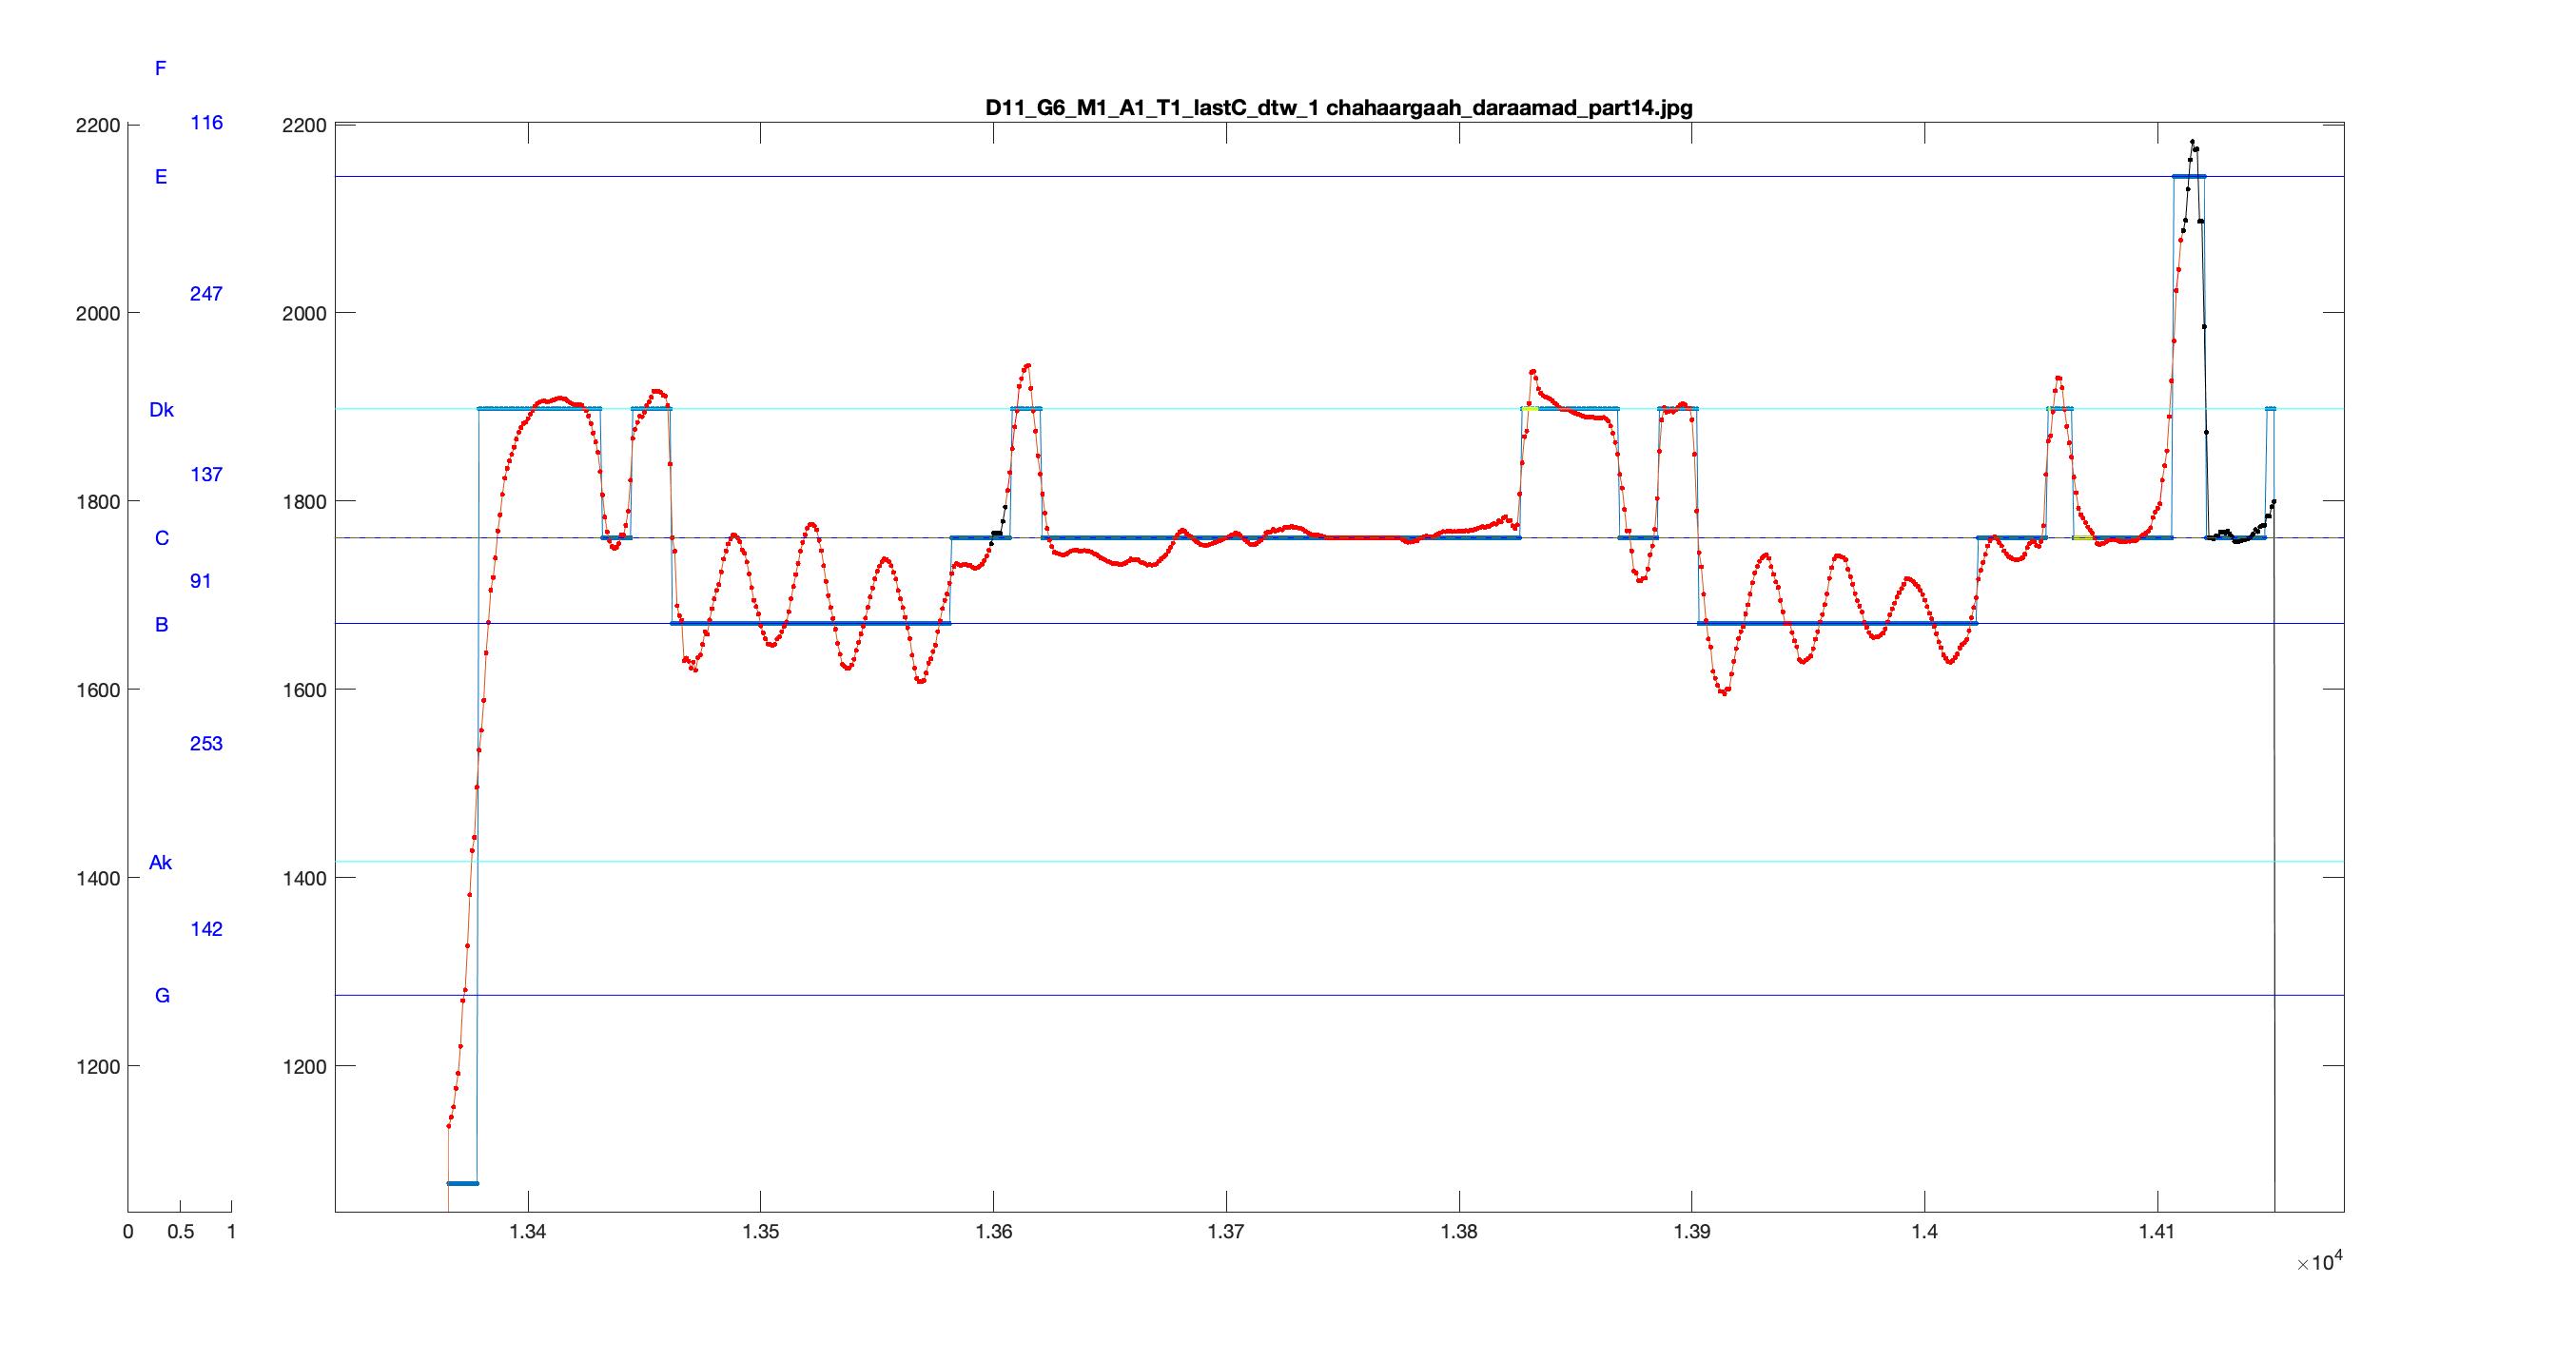 F
D11_G6_M1_A1_T1_lastC_dtw_1 chahaargaah_daraamad_part14.jpg
2200 116 2200
E
247
2000 2000
Dk
137
1800 1800
C
91
B
1600 1600
253
Ak
1400 1400
142
G
1200 1200
0 0.5 1 1.34 1.35 1.36 1.37 1.38 1.39 1.4 1.41
×10⁴